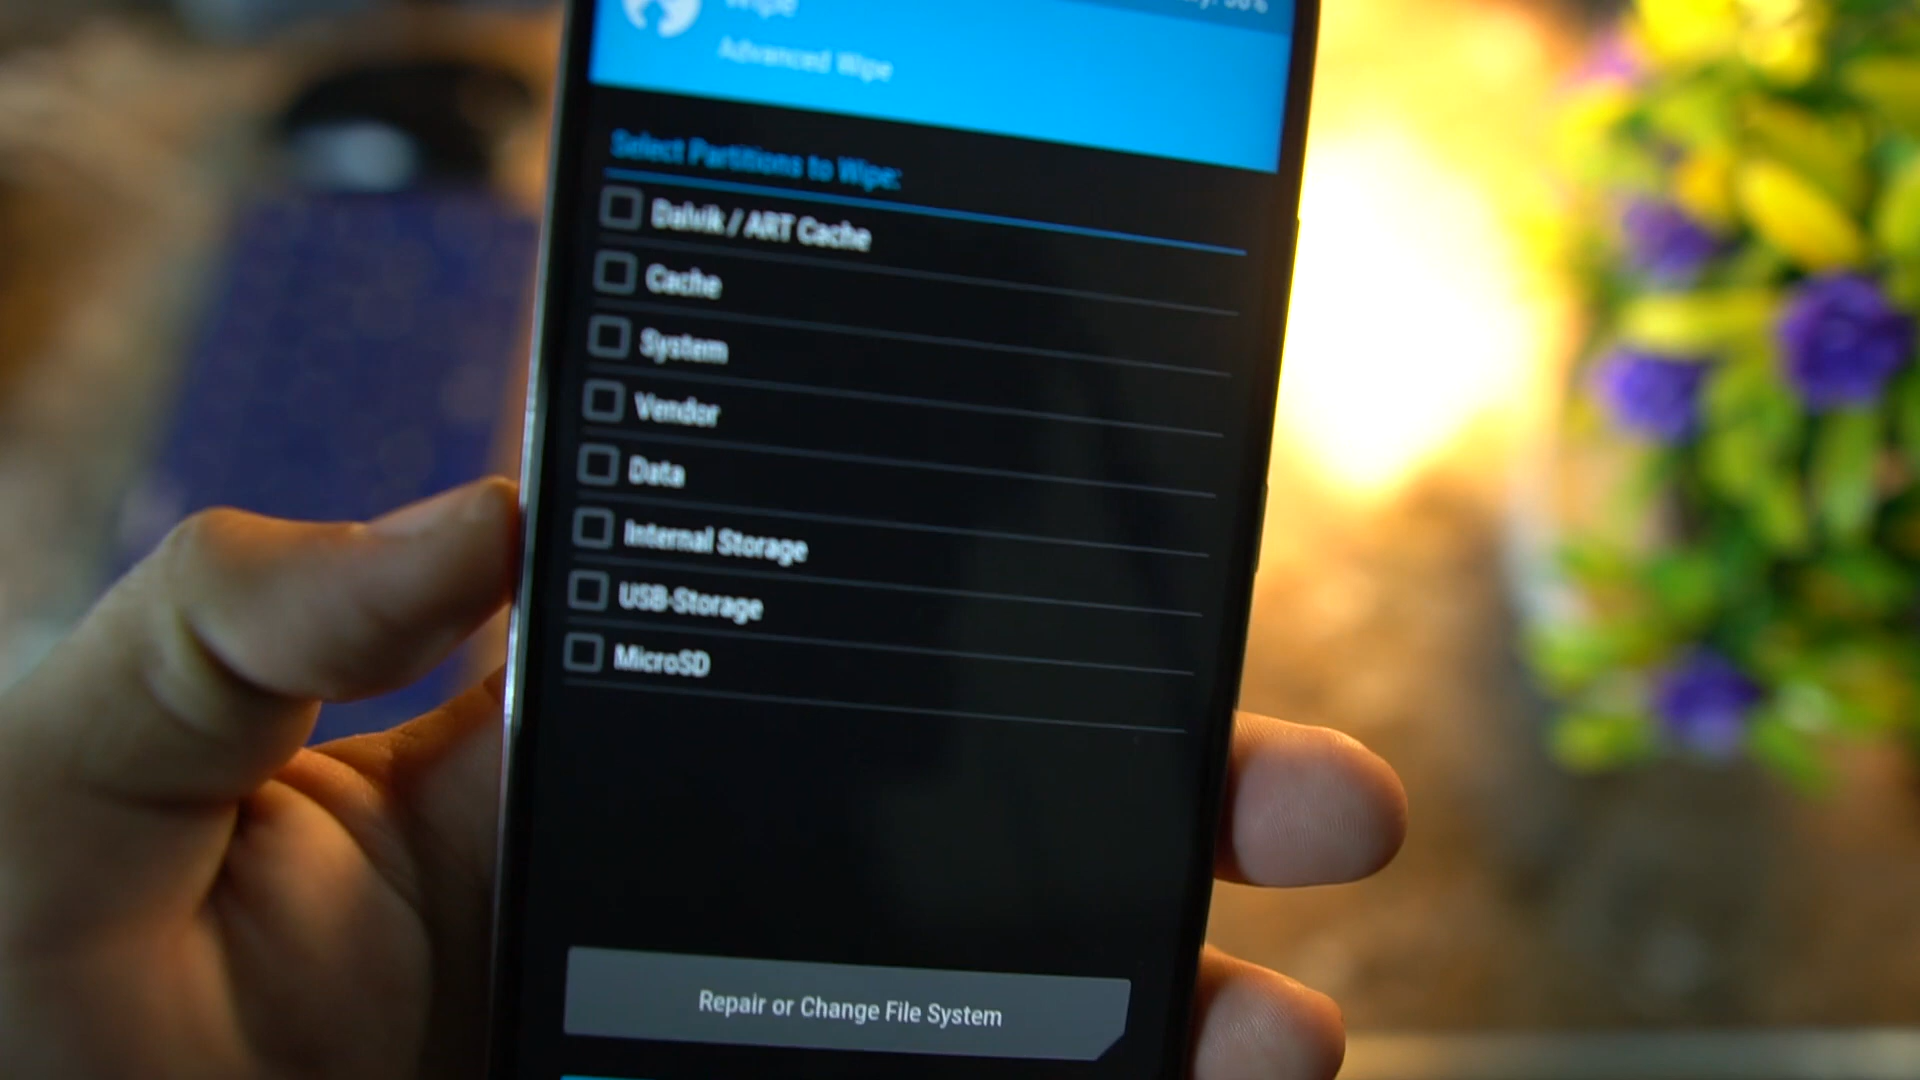 Wipe
Advanced Wipe
Select Partitions to Wipe:
Dalvik / ART Cache
Cache
System
Vendor
Data
Internal Storage
USB-Storage
MicroSD
Repair or Change File System